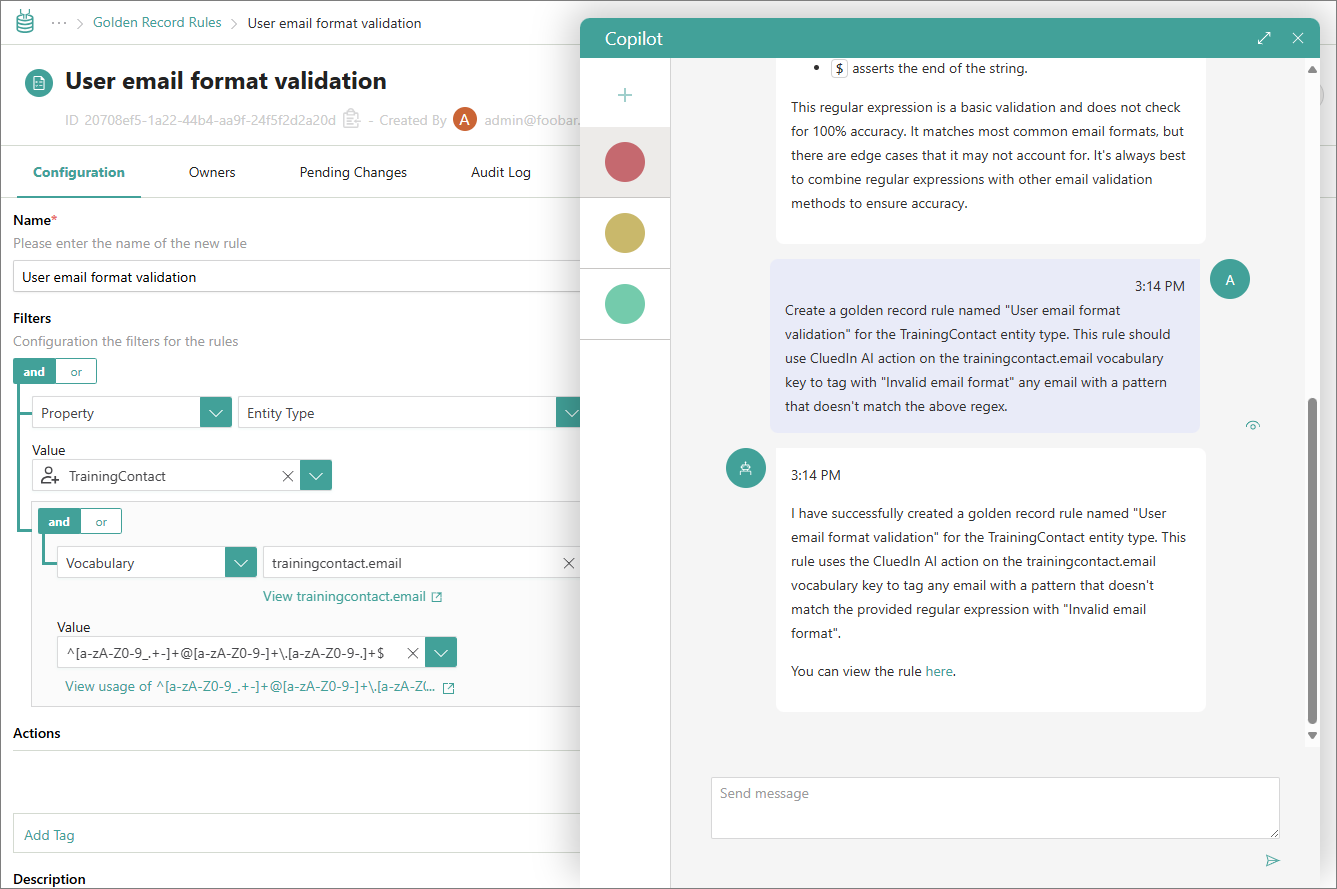 ··· > Golden Record Rules > User email format validation
User email format validation
ID 20708ef5-1a22-44b4-aa9f-24f5f2d2a20d - Created By A admin@foobar.
Configuration Owners Pending Changes Audit Log
Name*
Please enter the name of the new rule
User email format validation
Filters
Configuration the filters for the rules
and or
Property Entity Type
Value
TrainingContact
and or
Vocabulary trainingcontact.email
View trainingcontact.email
Value
^[a-zA-Z0-9_.+-]+@[a-zA-Z0-9-]+\.[a-zA-Z0-9-.]+$
View usage of ^[a-zA-Z0-9_.+-]+@[a-zA-Z0-9-]+\.[a-zA-Z(...
Actions
Add Tag
Description
Copilot
• $ asserts the end of the string.
This regular expression is a basic validation and does not check
for 100% accuracy. It matches most common email formats, but
there are edge cases that it may not account for. It's always best
to combine regular expressions with other email validation
methods to ensure accuracy.
3:14 PM
A
Create a golden record rule named "User email format
validation" for the TrainingContact entity type. This rule should
use CluedIn AI action on the trainingcontact.email vocabulary
key to tag with "Invalid email format" any email with a pattern
that doesn't match the above regex.
3:14 PM
I have successfully created a golden record rule named "User
email format validation" for the TrainingContact entity type. This
rule uses the CluedIn AI action on the trainingcontact.email
vocabulary key to tag any email with a pattern that doesn't
match the provided regular expression with "Invalid email
format".
You can view the rule here.
Send message